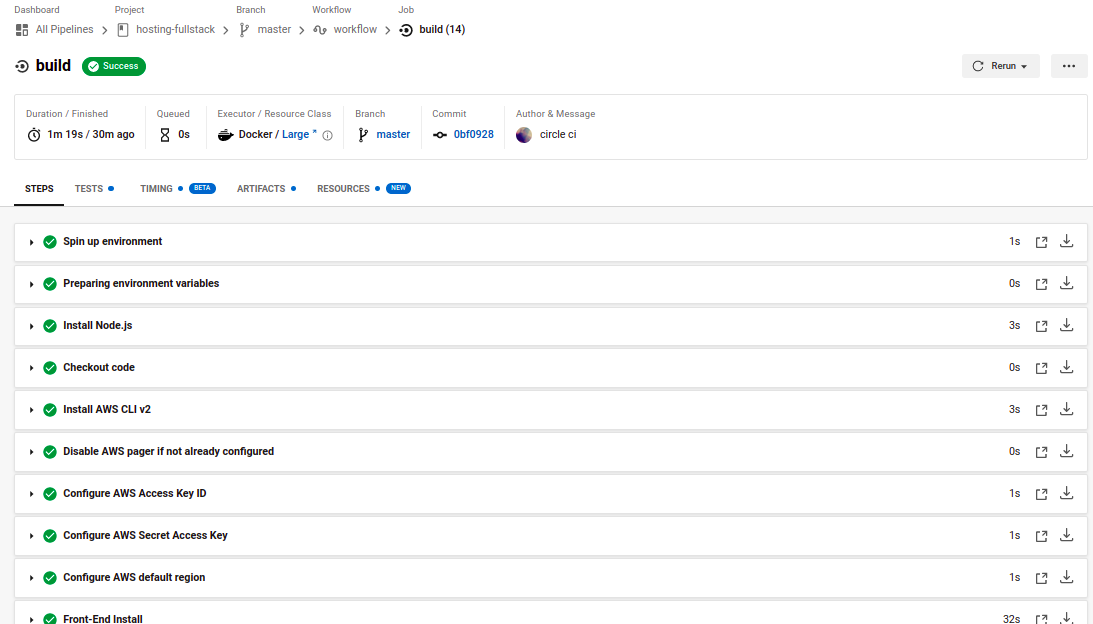 Dashboard Project Branch Workflow Job
All Pipelines hosting-fullstack master workflow build (14)
build Success Rerun
Duration / Finished Queued Executor / Resource Class Branch Commit Author & Message
1m 19s / 30m ago 0s Docker / Large * master 0bf0928 circle ci
STEPS TESTS TIMING BETA ARTIFACTS RESOURCES NEW
Spin up environment 1s
Preparing environment variables 0s
Install Node.js 3s
Checkout code 0s
Install AWS CLI v2 3s
Disable AWS pager if not already configured 0s
Configure AWS Access Key ID 1s
Configure AWS Secret Access Key 1s
Configure AWS default region 1s
Front-End Install 32s